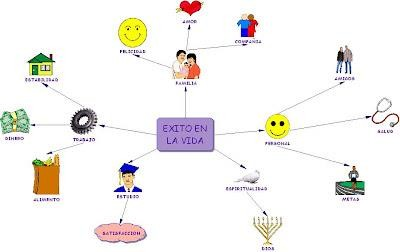 AMOR
COMPAÑIA
FELICIDAD
FAMILIA
ESTABILIDAD
AMIGOS
DINERO
TRABAJO
EXITO EN
LA VIDA
PERSONAL
SALUD
ALIMENTO
ESTUDIO
ESPIRITUALIDAD
METAS
SATISFACCION
DIOS